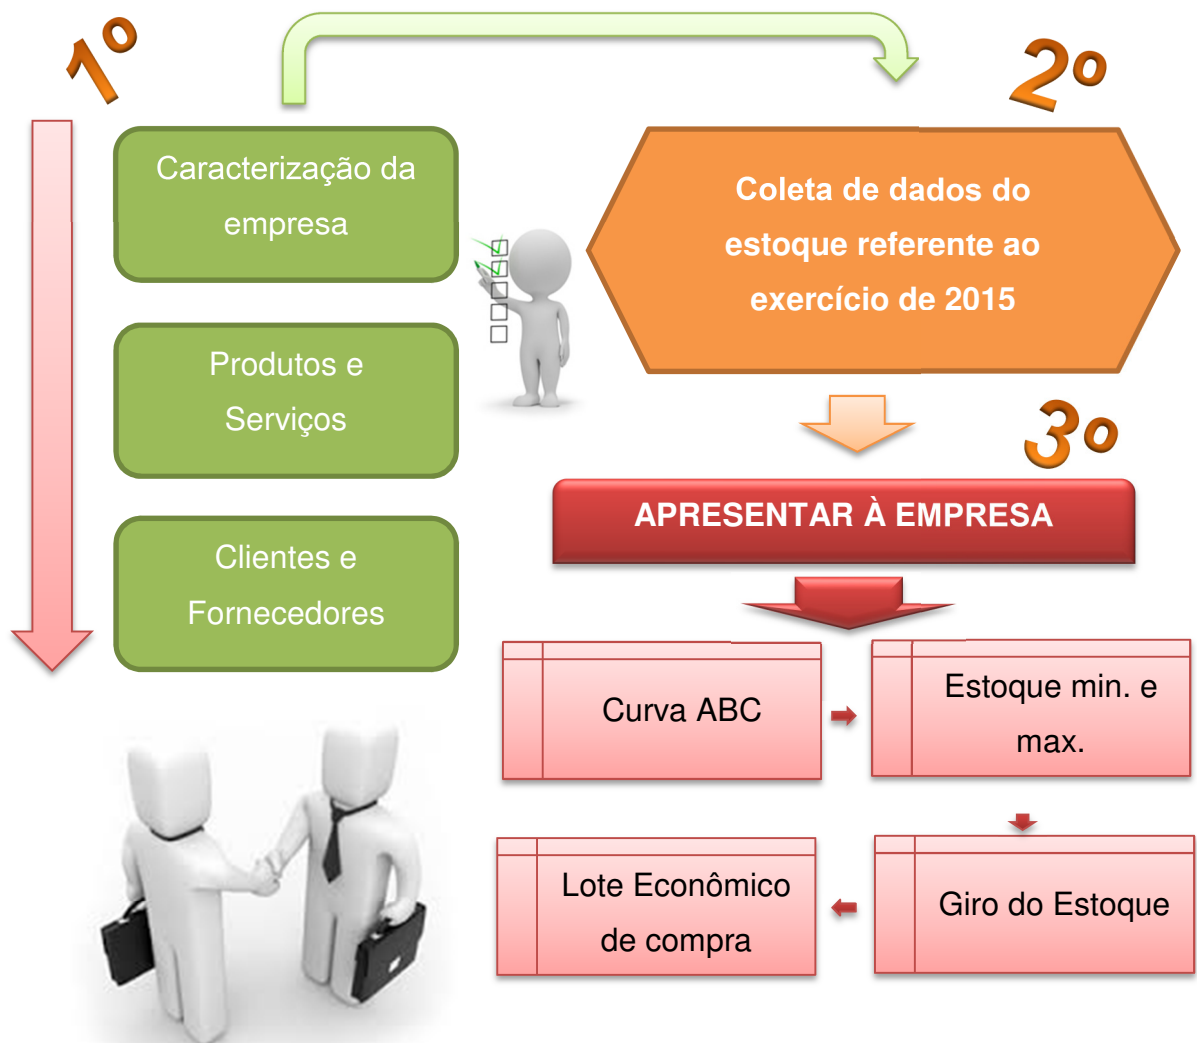 1º
Caracterização da
empresa
Produtos e
Serviços
Clientes e
Fornecedores
2º
Coleta de dados do
estoque referente ao
exercício de 2015
3º
APRESENTAR À EMPRESA
Curva ABC
Estoque min. e
max.
Giro do Estoque
Lote Econômico
de compra